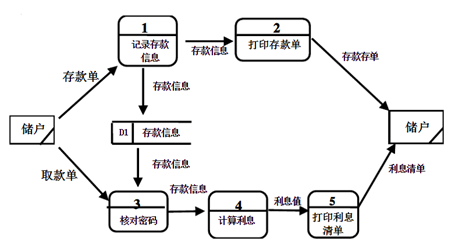 1
记录存款
信息
存款信息
2
打印存款单
存款单
存款信息
存款存单
储户
D1 存款信息
储户
取款单
存款信息
存款信息
利息清单
3
核对密码
4
计算利息
利息值
5
打印利息
清单